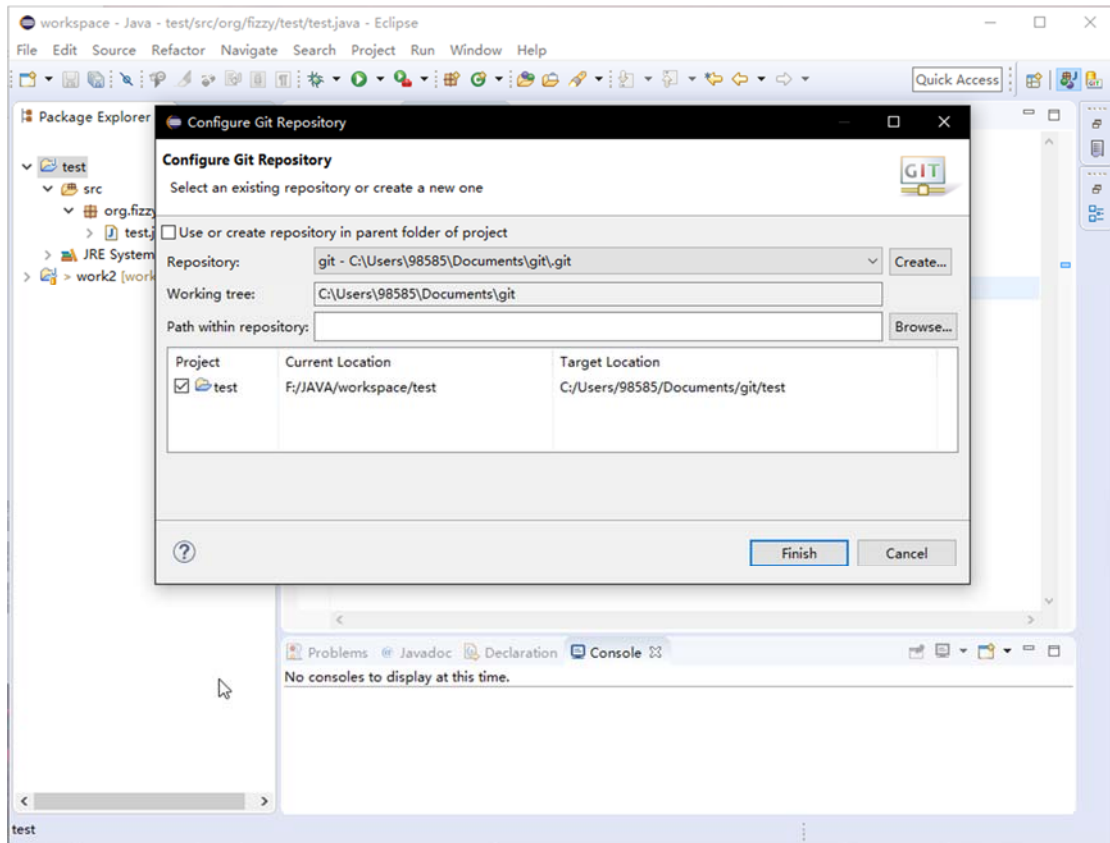 workspace - Java - test/src/org/fizzy/test/test.java - Eclipse
File Edit Source Refactor Navigate Search Project Run Window Help
Quick Access
Package Explorer
Configure Git Repository
Configure Git Repository
Select an existing repository or create a new one
GIT
test
src
org.fizzy
test.j
JRE System
> work2 [work
Use or create repository in parent folder of project
Repository: git - C:\Users\98585\Documents\git\.git Create...
Working tree: C:\Users\98585\Documents\git
Path within repository: Browse...
Project Current Location Target Location
test F:/JAVA/workspace/test C:/Users/98585/Documents/git/test
Finish Cancel
Problems @ Javadoc Declaration Console
No consoles to display at this time.
test